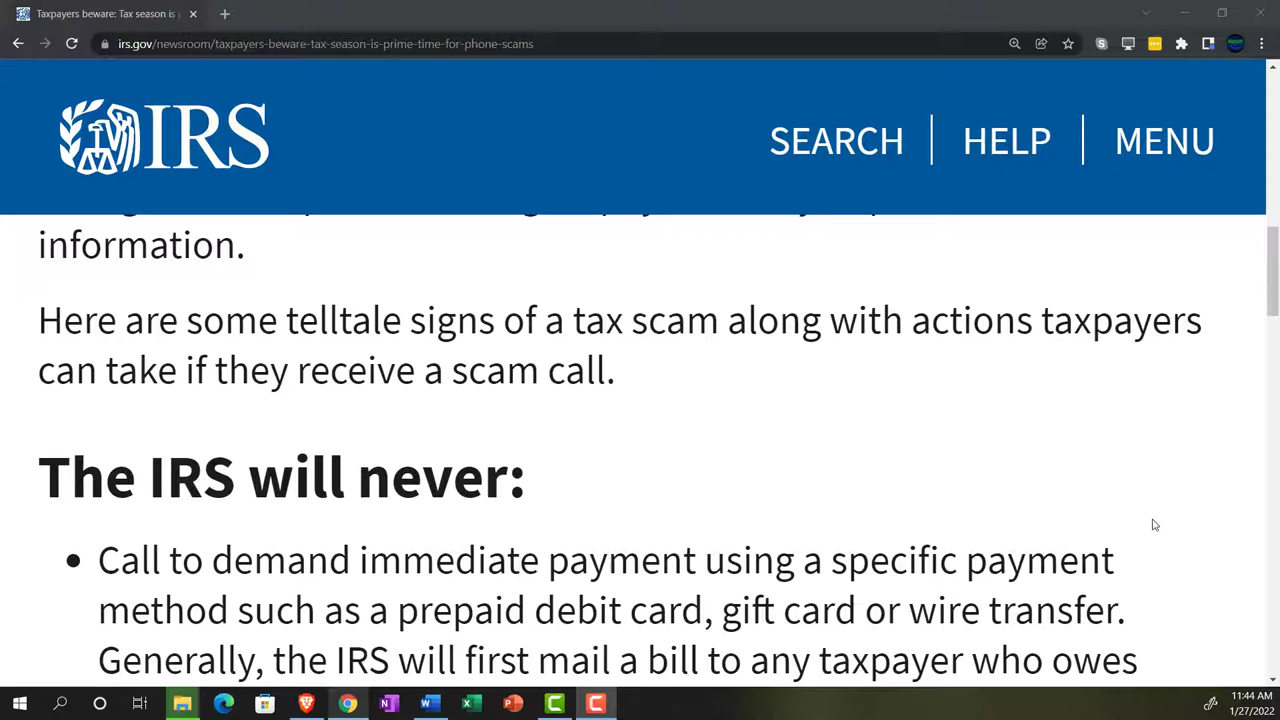 Taxpayers beware: Tax season is
irs.gov/newsroom/taxpayers-beware-tax-season-is-prime-time-for-phone-scams
IRS
SEARCH
HELP
MENU
information.
Here are some telltale signs of a tax scam along with actions taxpayers
can take if they receive a scam call.
The IRS will never:
• Call to demand immediate payment using a specific payment
method such as a prepaid debit card, gift card or wire transfer.
Generally, the IRS will first mail a bill to any taxpayer who owes
11:44 AM
1/27/2022